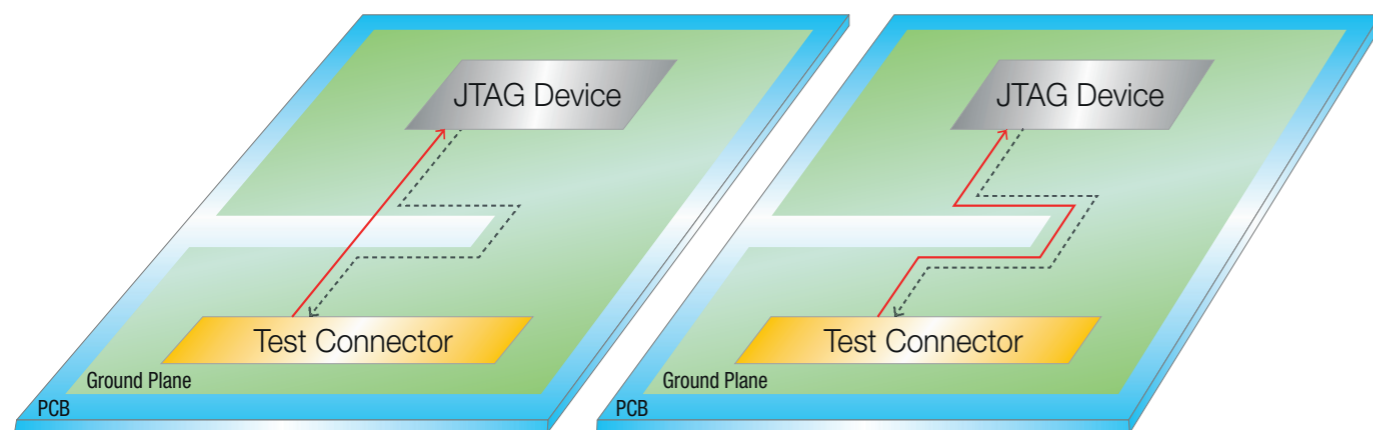 JTAG Device
Test Connector
Ground Plane
PCB
JTAG Device
Test Connector
Ground Plane
PCB